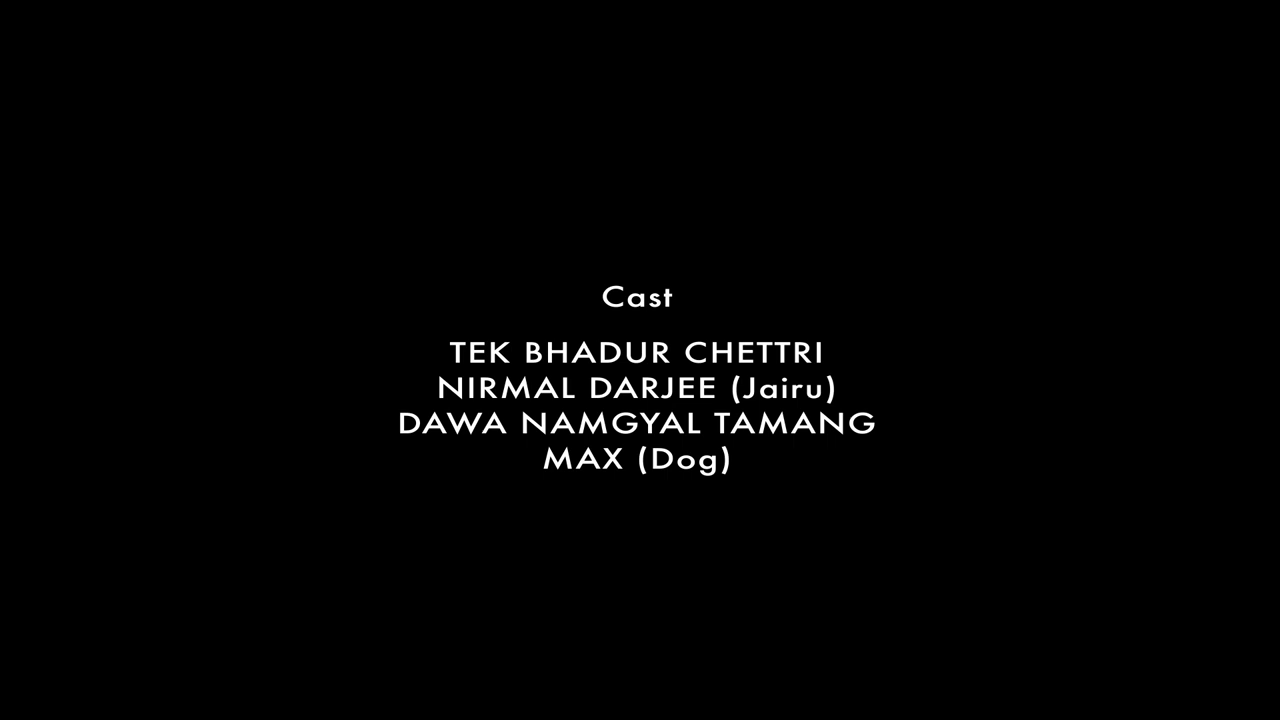 Cast
TEK BHADUR CHETTRI
NIRMAL DARJEE (Jairu)
DAWA NAMGYAL TAMANG
MAX (Dog)